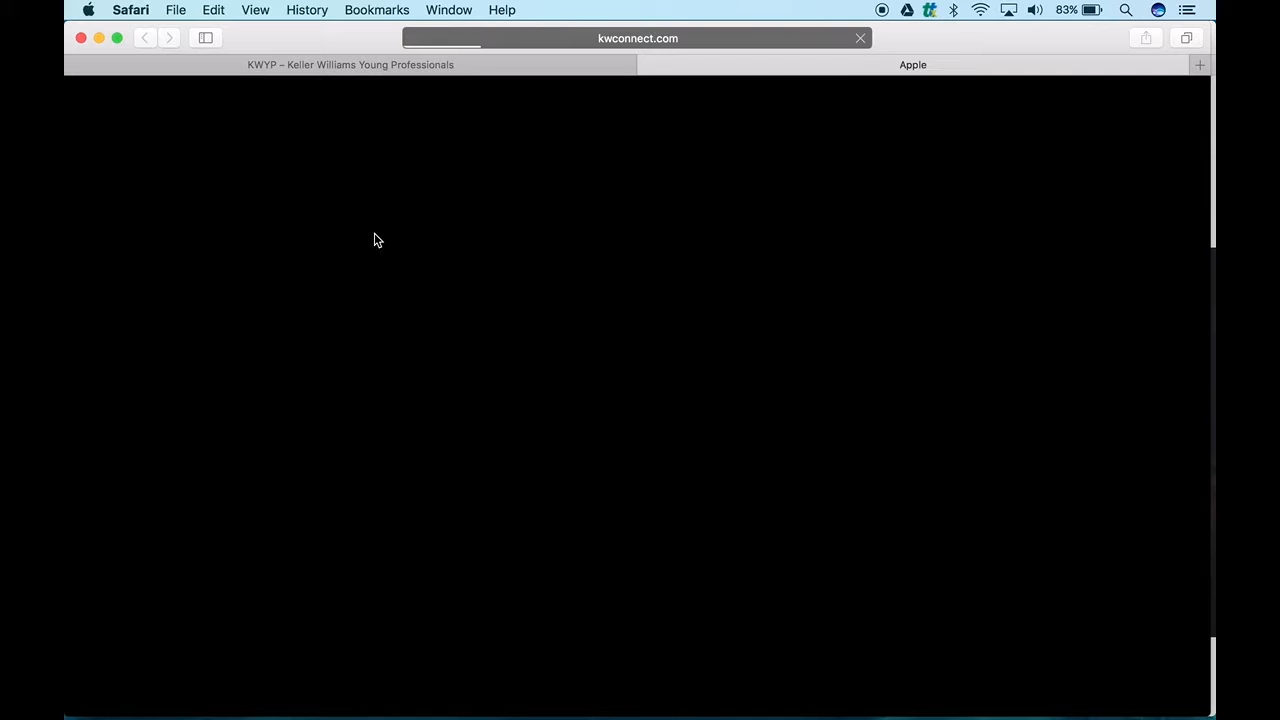 Safari File Edit View History Bookmarks Window Help 83%
kwconnect.com
KWYP – Keller Williams Young Professionals Apple